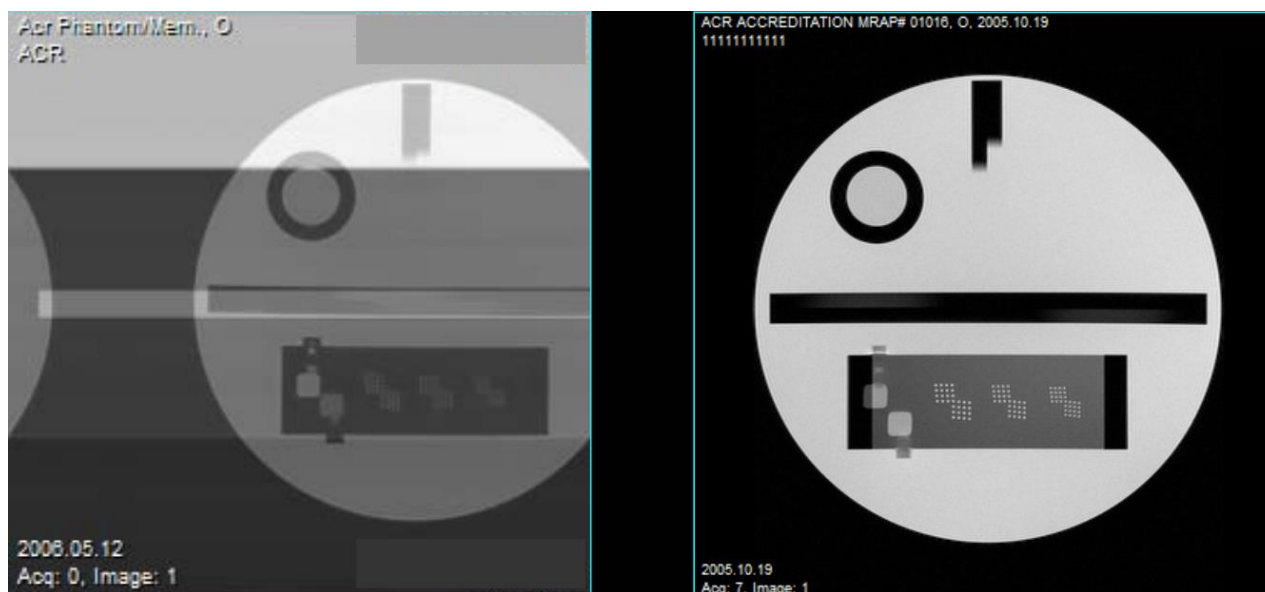 Acr Phantom/Mem., O
ACR
2006.05.12
Acq: 0, Image: 1
ACR ACCREDITATION MRAP# 01016, O, 2005.10.19
11111111111
2005.10.19
Acq: 7, Image: 1